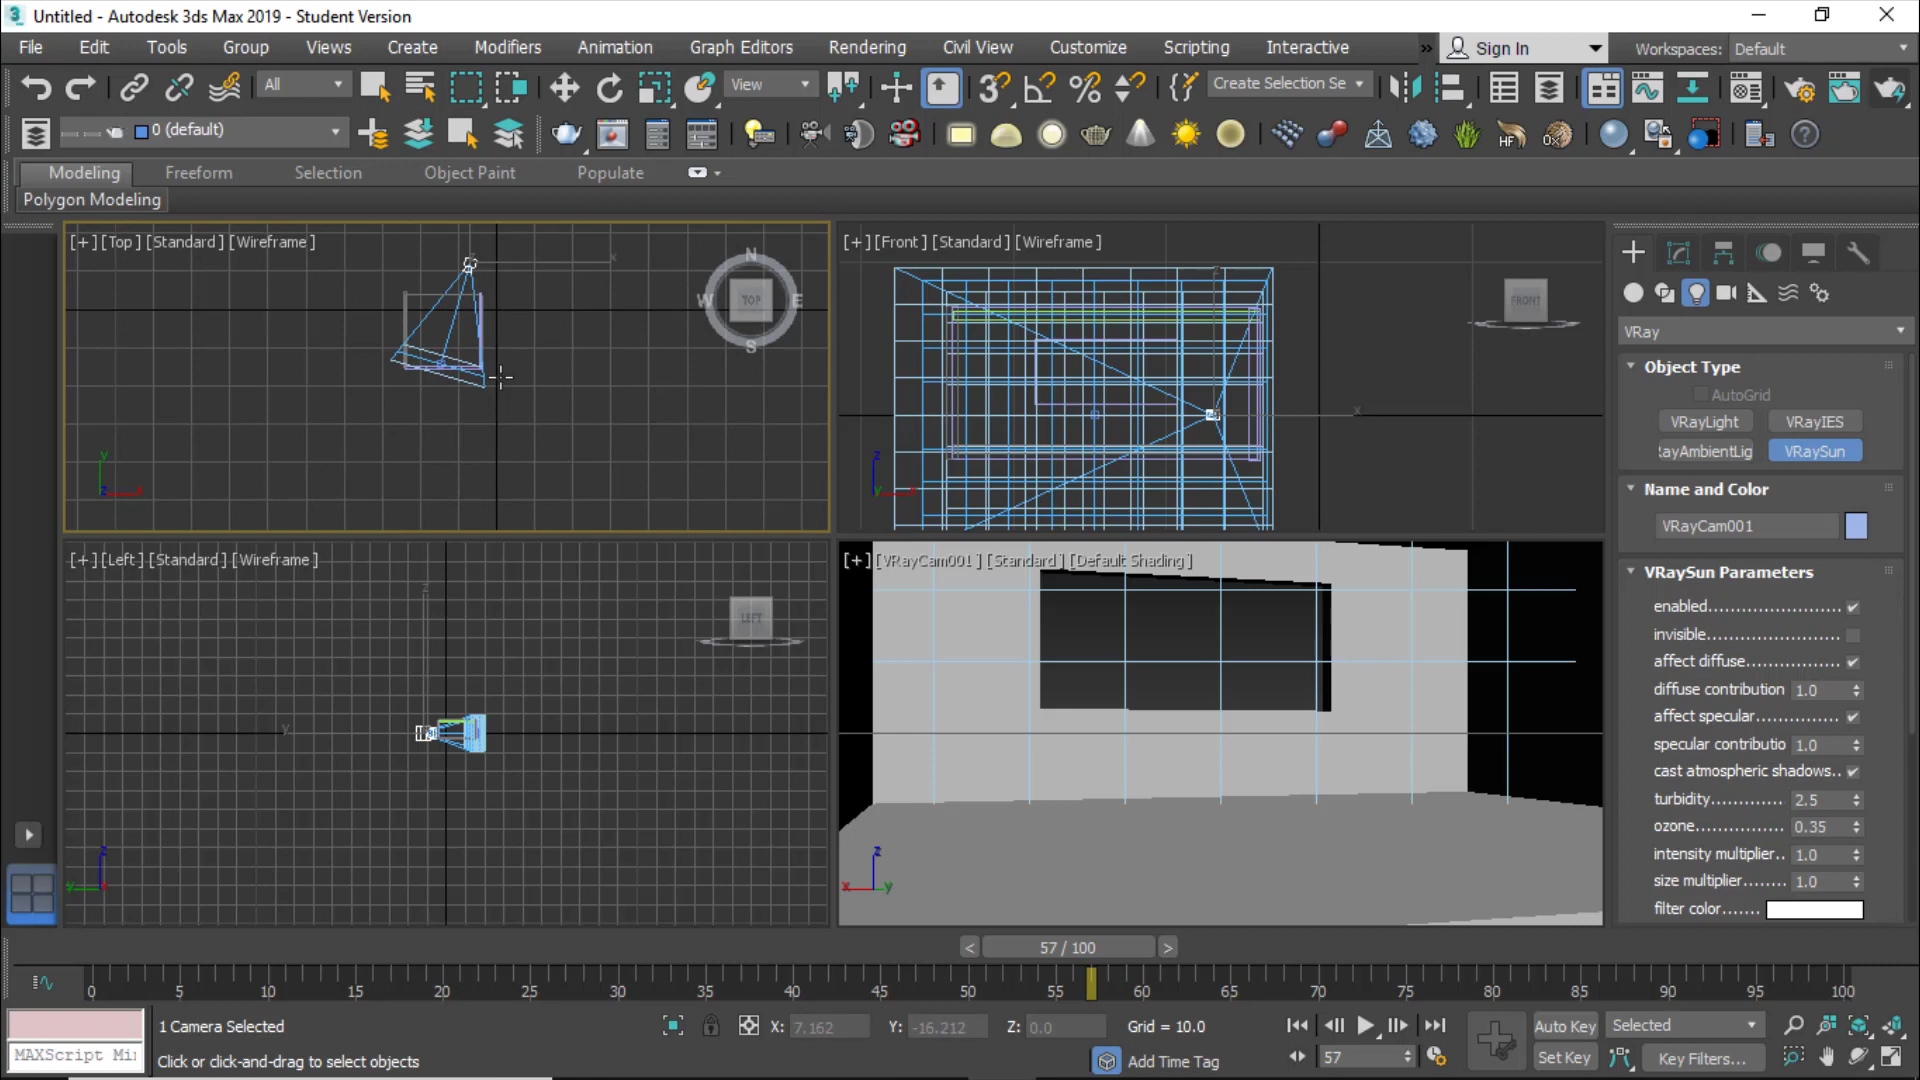 Untitled - Autodesk 3ds Max 2019 - Student Version
File Edit Tools Group Views Create Modifiers Animation Graph Editors Rendering Civil View Customize Scripting Interactive » Sign In Workspaces: Default
All View Create Selection Se
0 (default)
Modeling Freeform Selection Object Paint Populate
Polygon Modeling
[+] [Top] [Standard] [Wireframe]
N
W TOP E
S
x
y
z x
[+] [Front] [Standard] [Wireframe]
FRONT
z
x
z
y x
[+] [Left] [Standard] [Wireframe]
LEFT
z
y
z
y x
[+] [VRayCam001] [Standard] [Default Shading]
z
x y
VRay
Object Type
AutoGrid
VRayLight VRayIES
RayAmbientLig VRaySun
Name and Color
VRayCam001
VRaySun Parameters
enabled.......................
invisible.......................
affect diffuse.................
diffuse contribution 1.0
affect specular...............
specular contributio 1.0
cast atmospheric shadows..
turbidity............. 2.5
ozone................ 0.35
intensity multiplier.. 1.0
size multiplier........ 1.0
filter color.......
< 57 / 100 >
0 5 10 15 20 25 30 35 40 45 50 55 60 65 70 75 80 85 90 95 100
1 Camera Selected X: 7.162 Y: -16.212 Z: 0.0 Grid = 10.0 Auto Key Selected
MAXScript Mi Click or click-and-drag to select objects Add Time Tag 57 Set Key Key Filters...